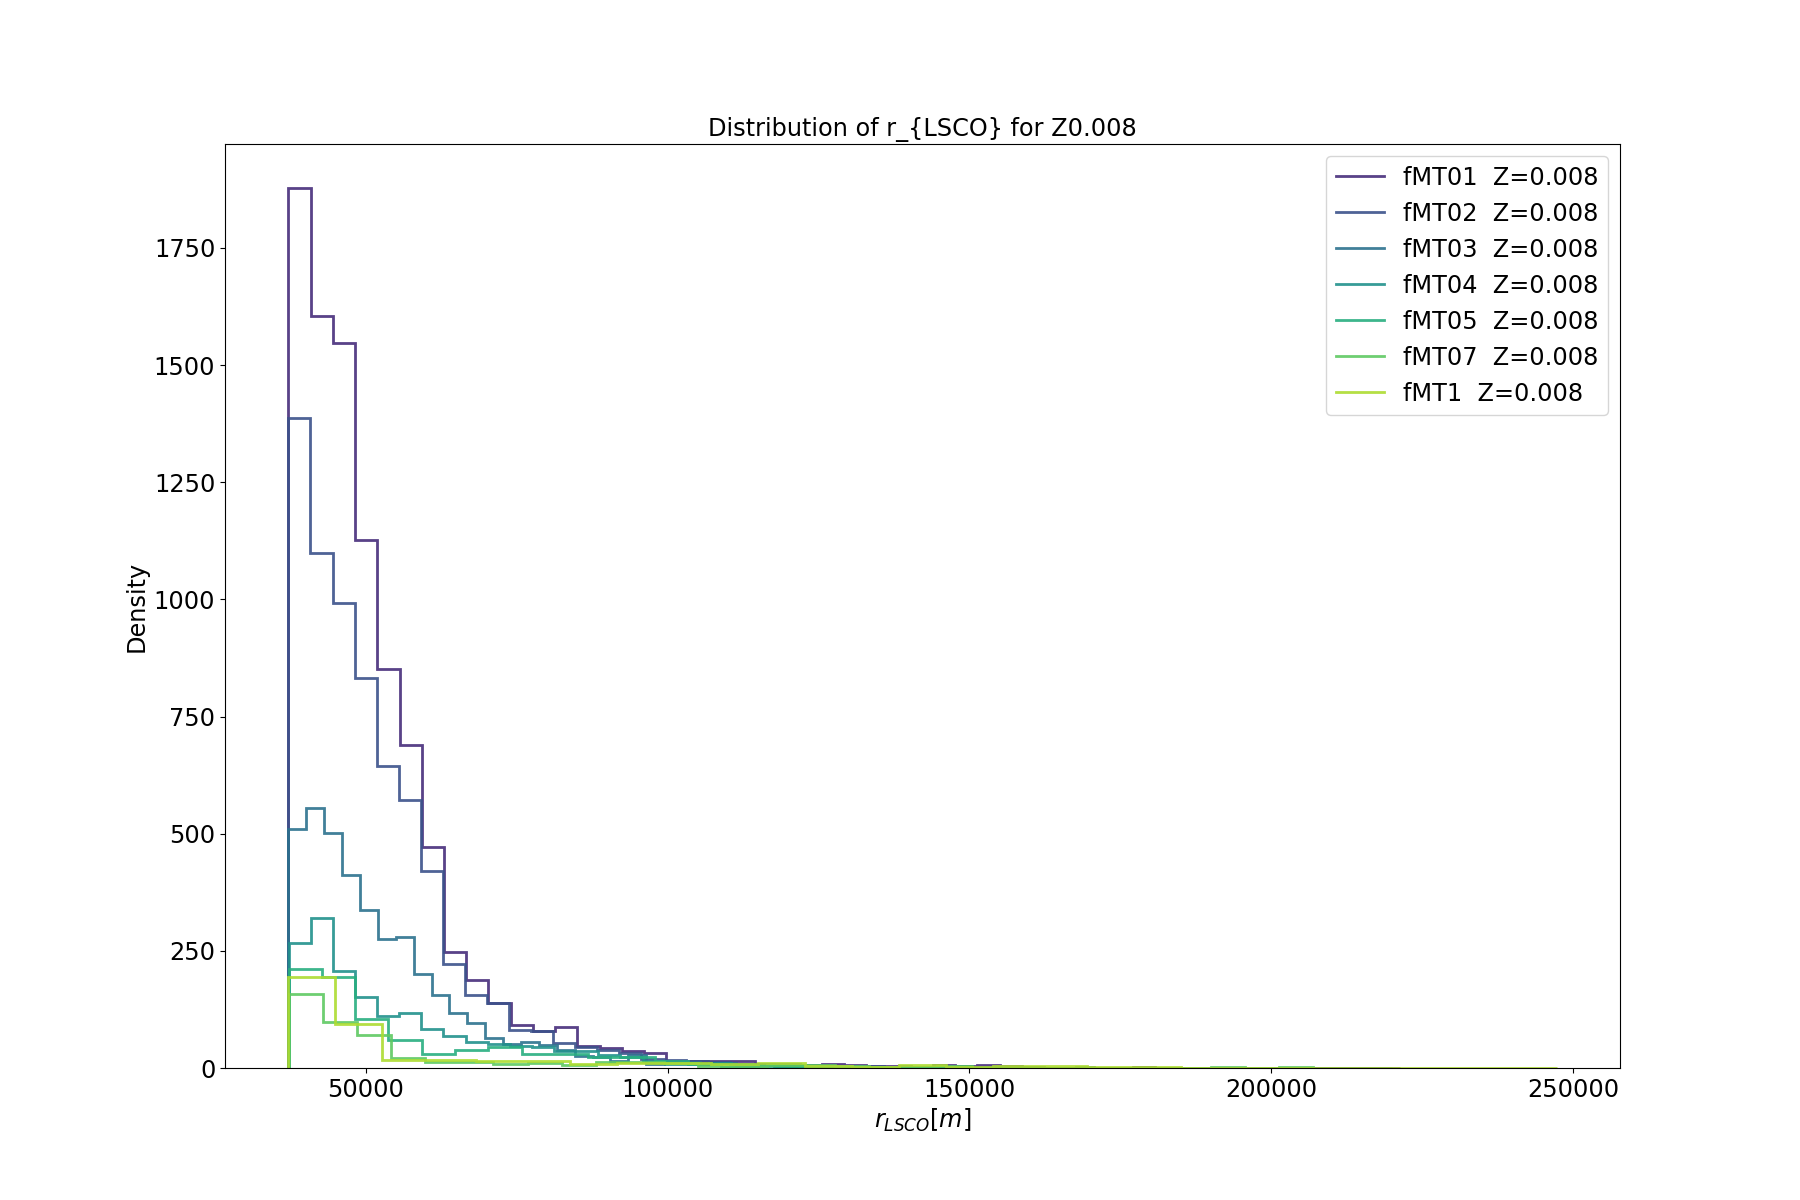 Distribution of r_{LSCO} for Z0.008
fMT01  Z=0.008
fMT02  Z=0.008
fMT03  Z=0.008
fMT04  Z=0.008
fMT05  Z=0.008
fMT07  Z=0.008
fMT1  Z=0.008
Density
1750
1500
1250
1000
750
500
250
0
50000 100000 150000 200000 250000
r_{LSCO}[m]